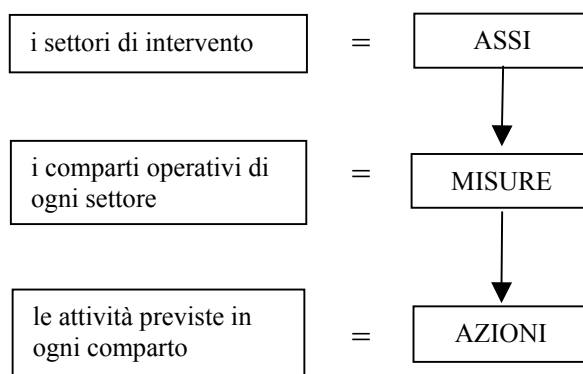 i settori di intervento = ASSI
i comparti operativi di
ogni settore
= MISURE
le attività previste in
ogni comparto
= AZIONI